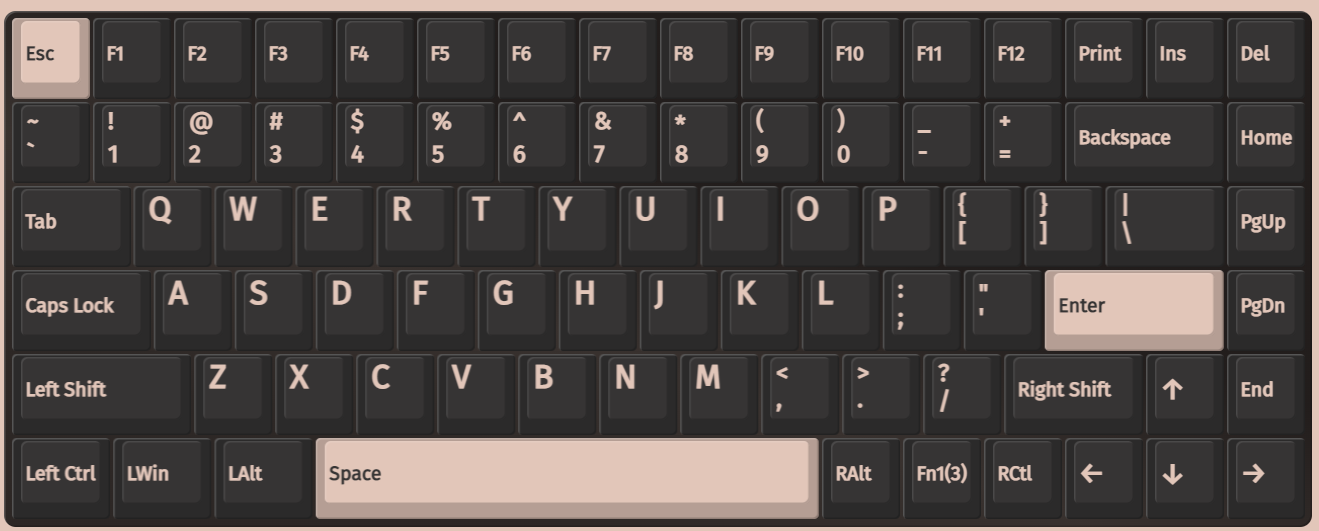 Esc F1 F2 F3 F4 F5 F6 F7 F8 F9 F10 F11 F12 Print Ins Del
~ ! @ # $ % ^ & * ( ) _ +
` 1 2 3 4 5 6 7 8 9 0 - = Backspace Home
Tab Q W E R T Y U I O P { } | PgUp
[ ] \
Caps Lock A S D F G H J K L : " Enter PgDn
; '
Left Shift Z X C V B N M < > ? Right Shift ↑ End
, . /
Left Ctrl LWin LAlt Space RAlt Fn1(3) RCtl ← ↓ →